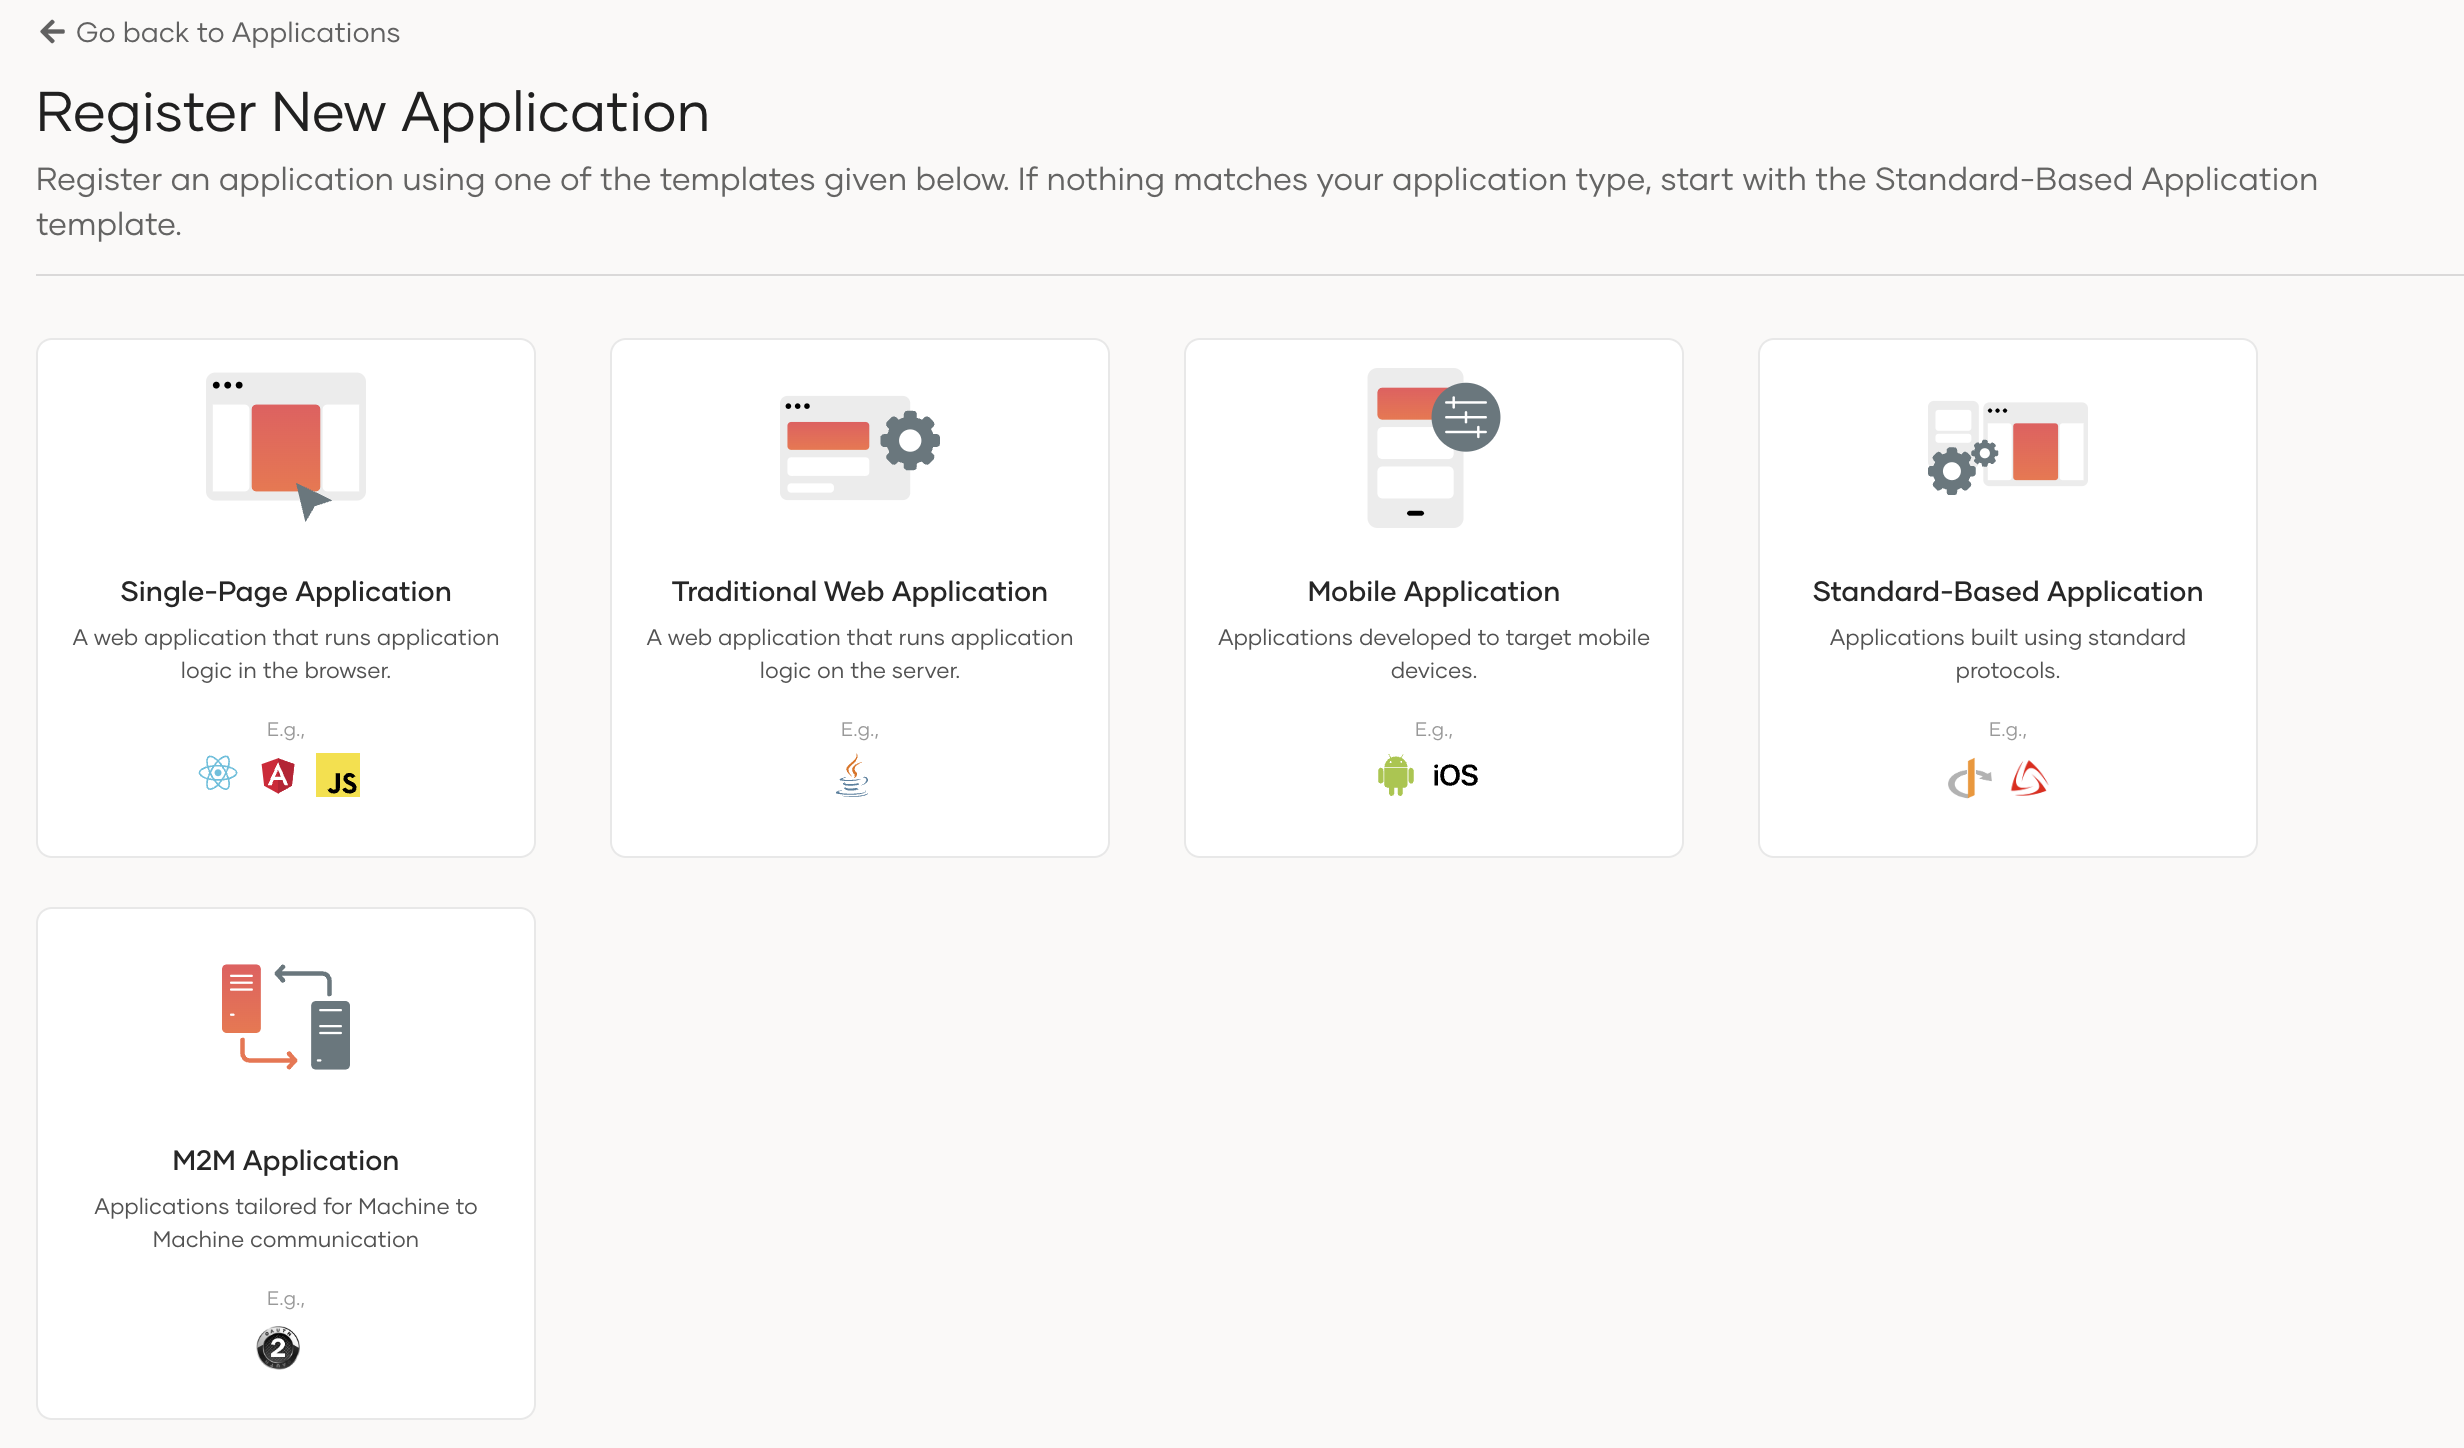 Go back to Applications
Register New Application
Register an application using one of the templates given below. If nothing matches your application type, start with the Standard-Based Application
template.
Single-Page Application
A web application that runs application
logic in the browser.
E.g.,
A
JS
Traditional Web Application
A web application that runs application
logic on the server.
E.g.,
Mobile Application
Applications developed to target mobile
devices.
E.g.,
iOS
Standard-Based Application
Applications built using standard
protocols.
E.g.,
M2M Application
Applications tailored for Machine to
Machine communication
E.g.,
2